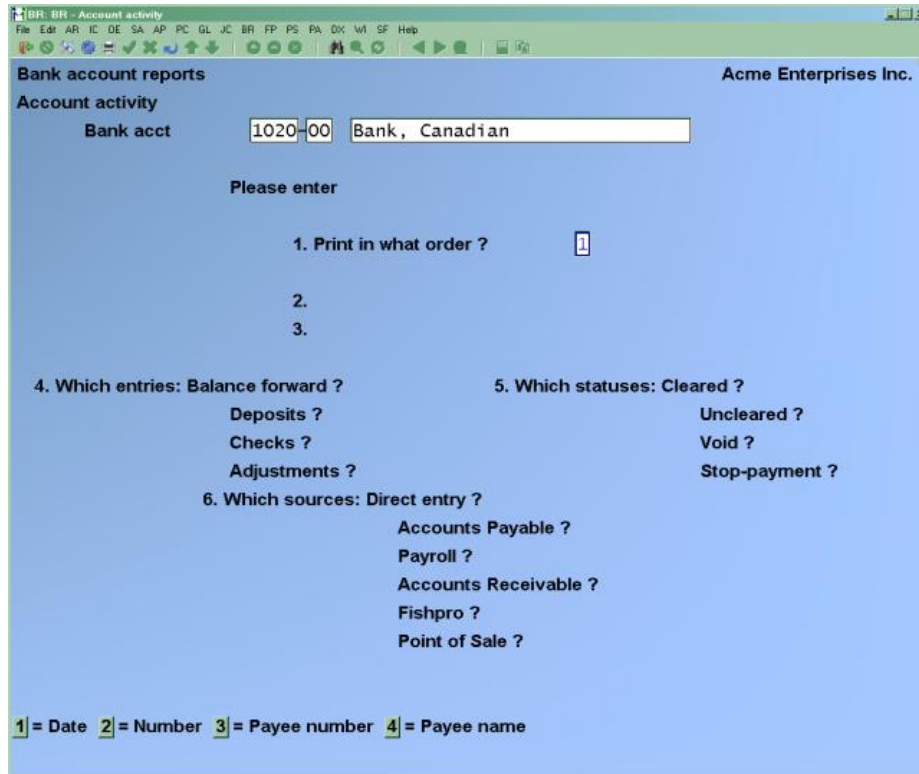 BR: BR - Account activity
File Edit AR IC OE SA AP PC GL JC BR FP PS PA DX WI SF Help
Bank account reports Acme Enterprises Inc.
Account activity
Bank acct 1020-00 Bank, Canadian
Please enter
1. Print in what order ? 1
2.
3.
4. Which entries: Balance forward ? 5. Which statuses: Cleared ?
Deposits ? Uncleared ?
Checks ? Void ?
Adjustments ? Stop-payment ?
6. Which sources: Direct entry ?
Accounts Payable ?
Payroll ?
Accounts Receivable ?
Fishpro ?
Point of Sale ?
1 = Date 2 = Number 3 = Payee number 4 = Payee name